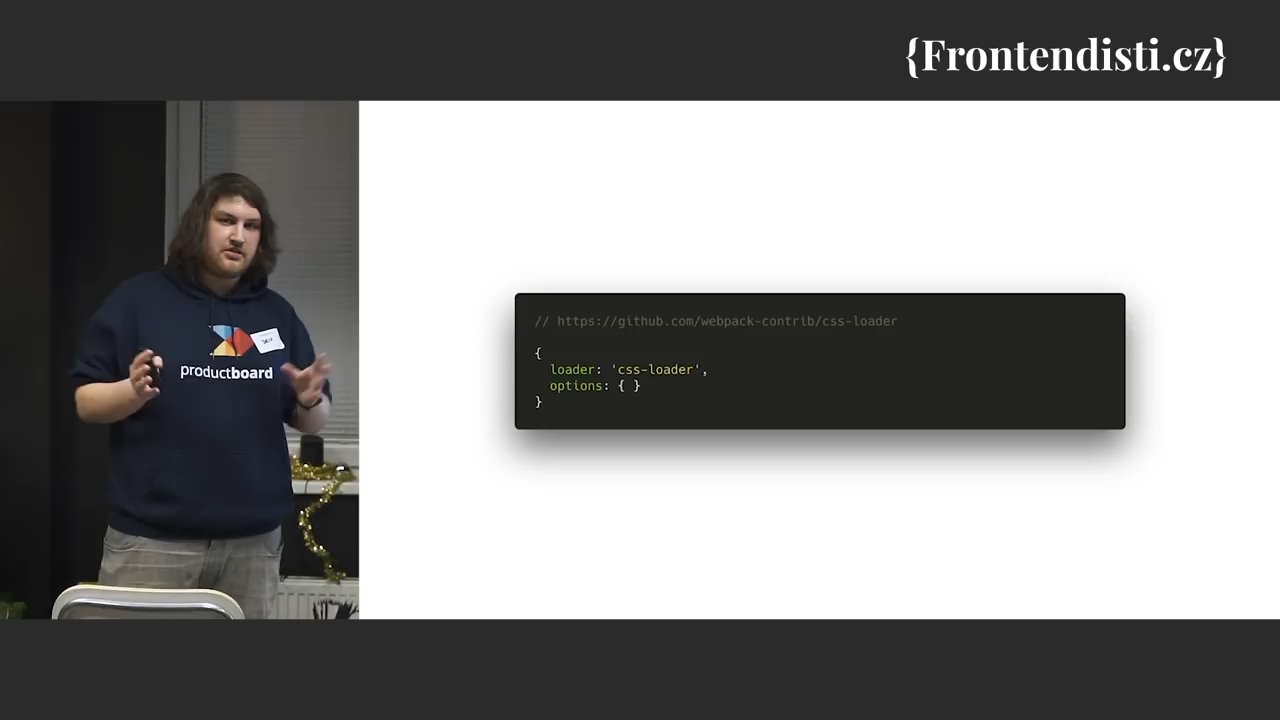 {Frontendisti.cz}
productboard
// https://github.com/webpack-contrib/css-loader
{
loader: 'css-loader',
options: { }
}